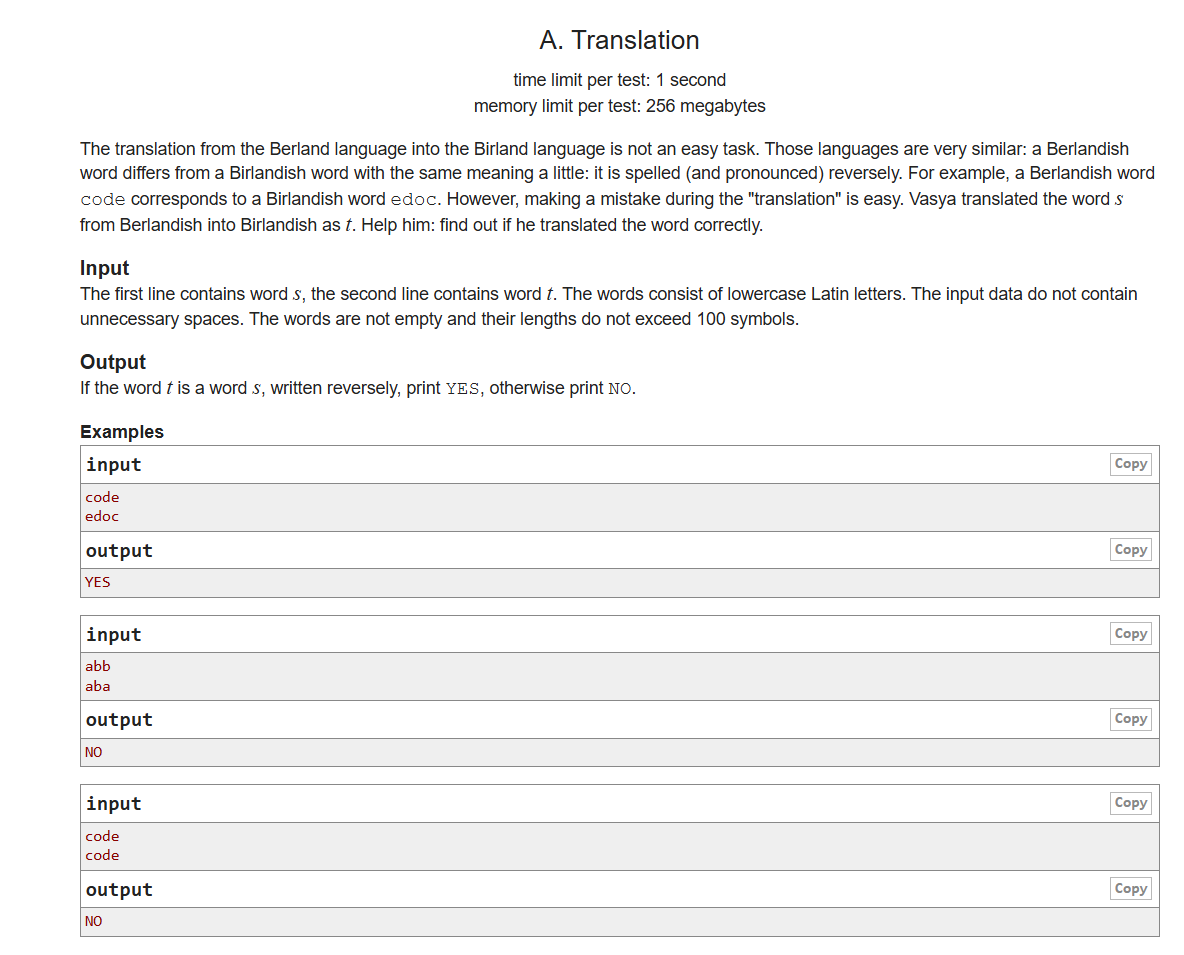 A. Translation
time limit per test: 1 second
memory limit per test: 256 megabytes
The translation from the Berland language into the Birland language is not an easy task. Those languages are very similar: a Berlandish
word differs from a Birlandish word with the same meaning a little: it is spelled (and pronounced) reversely. For example, a Berlandish word
code corresponds to a Birlandish word edoc. However, making a mistake during the "translation" is easy. Vasya translated the word s
from Berlandish into Birlandish as t. Help him: find out if he translated the word correctly.
Input
The first line contains word s, the second line contains word t. The words consist of lowercase Latin letters. The input data do not contain
unnecessary spaces. The words are not empty and their lengths do not exceed 100 symbols.
Output
If the word t is a word s, written reversely, print YES, otherwise print NO.
Examples
input Copy
code
edoc
output Copy
YES
input Copy
abb
aba
output Copy
NO
input Copy
code
code
output Copy
NO